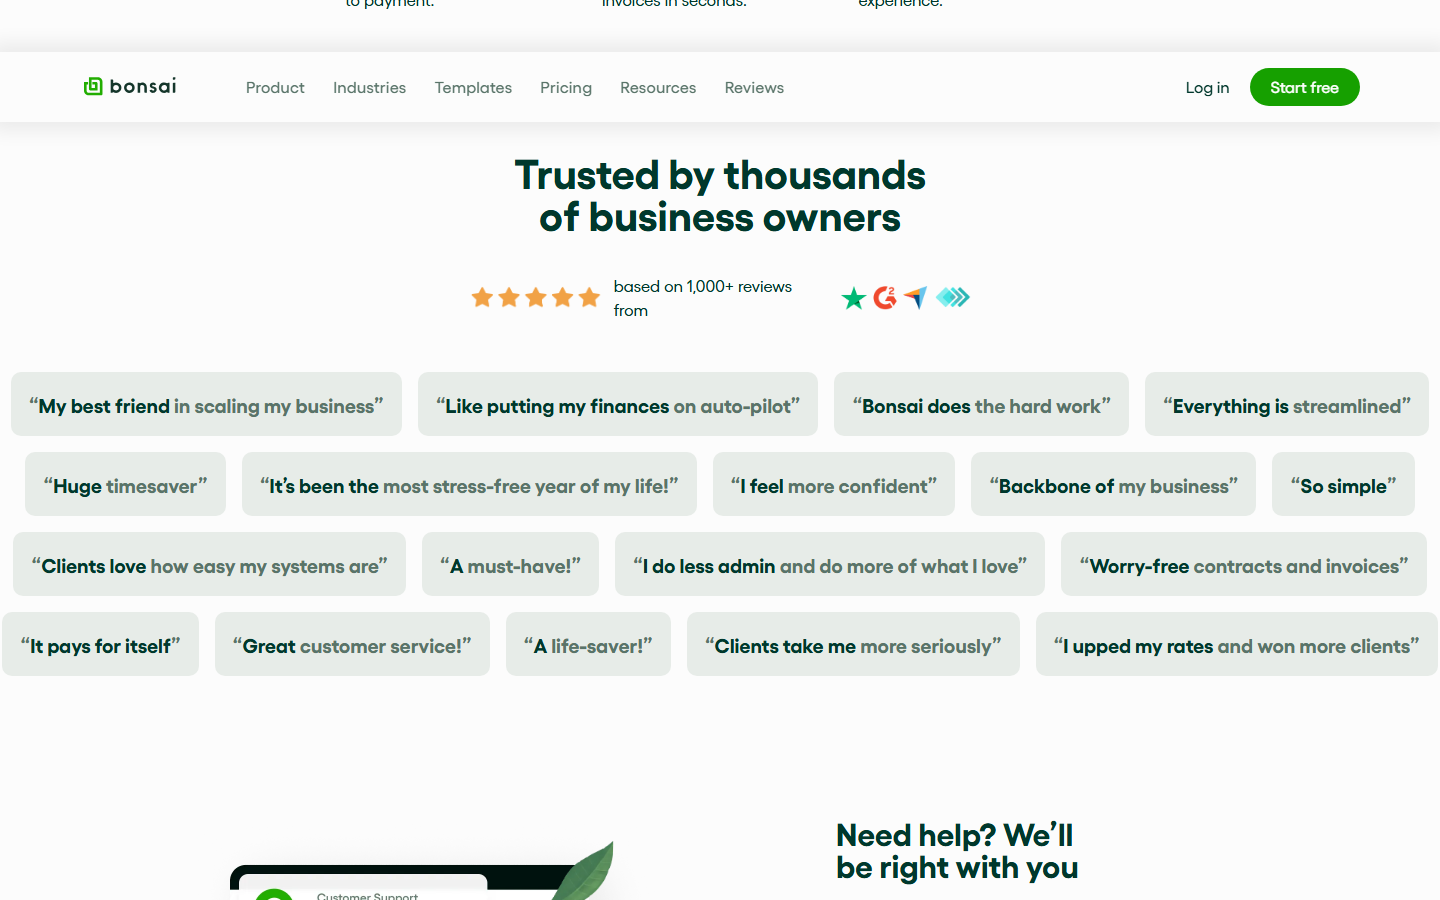 to payment.
invoices in seconds.
experience.
bonsai
Product
Industries
Templates
Pricing
Resources
Reviews
Log in
Start free
Trusted by thousands
of business owners
based on 1,000+ reviews
from
“My best friend in scaling my business”
“Like putting my finances on auto-pilot”
“Bonsai does the hard work”
“Everything is streamlined”
“Huge timesaver”
“It’s been the most stress-free year of my life!”
“I feel more confident”
“Backbone of my business”
“So simple”
“Clients love how easy my systems are”
“A must-have!”
“I do less admin and do more of what I love”
“Worry-free contracts and invoices”
“It pays for itself”
“Great customer service!”
“A life-saver!”
“Clients take me more seriously”
“I upped my rates and won more clients”
Need help? We’ll
be right with you
Customer Support